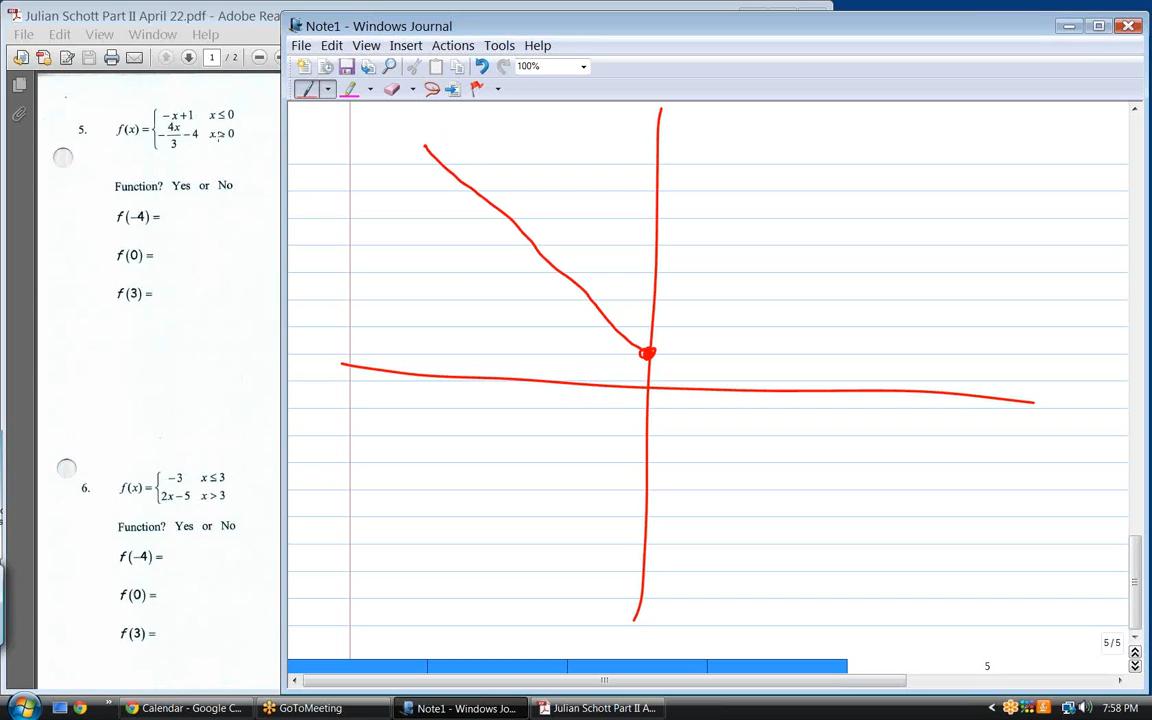 Julian Schott Part II April 22.pdf - Adobe Rea
File Edit View Window Help
1 / 2
5. f(x) = { -x+1 x ≤ 0
-4x/3 - 4 x ≥ 0
Function? Yes or No
f(-4) =
f(0) =
f(3) =
6. f(x) = { -3 x ≤ 3
2x-5 x > 3
Function? Yes or No
f(-4) =
f(0) =
f(3) =
Note1 - Windows Journal
File Edit View Insert Actions Tools Help
100%
5/5
5
Calendar - Google C...
GoToMeeting
Note1 - Windows Jo...
Julian Schott Part II A...
7:58 PM